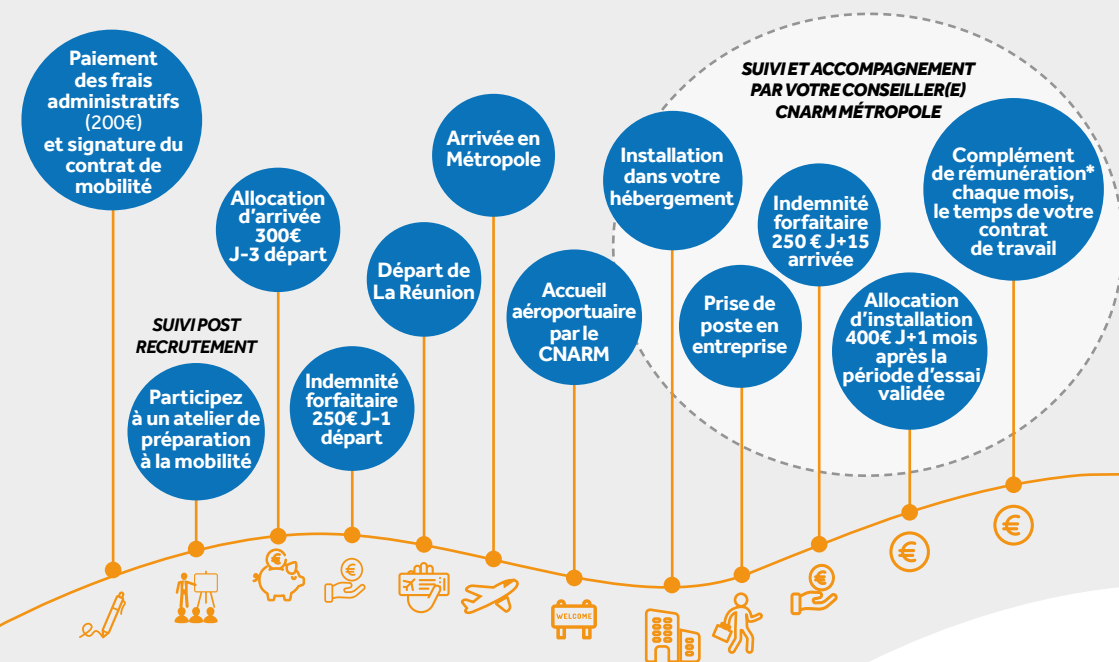 Paiement
des frais
administratifs
(200€)
et signature du
contrat de
mobilité
SUIVI POST
RECRUTEMENT
Participez
à un atelier de
préparation
à la mobilité
Allocation
d'arrivée
300€
J-3 départ
Indemnité
forfaitaire
250€ J-1
départ
Départ de
La Réunion
Arrivée en
Métropole
Accueil
aéroportuaire
par le
CNARM
SUIVI ET ACCOMPAGNEMENT
PAR VOTRE CONSEILLER(E)
CNARM MÉTROPOLE
Installation
dans votre
hébergement
Prise de
poste en
entreprise
Indemnité
forfaitaire
250 € J+15
arrivée
Allocation
d'installation
400€ J+1 mois
après la
période d'essai
validée
Complément
de rémunération*
chaque mois,
le temps de votre
contrat
de travail
€
€
WELCOME
€
€
€